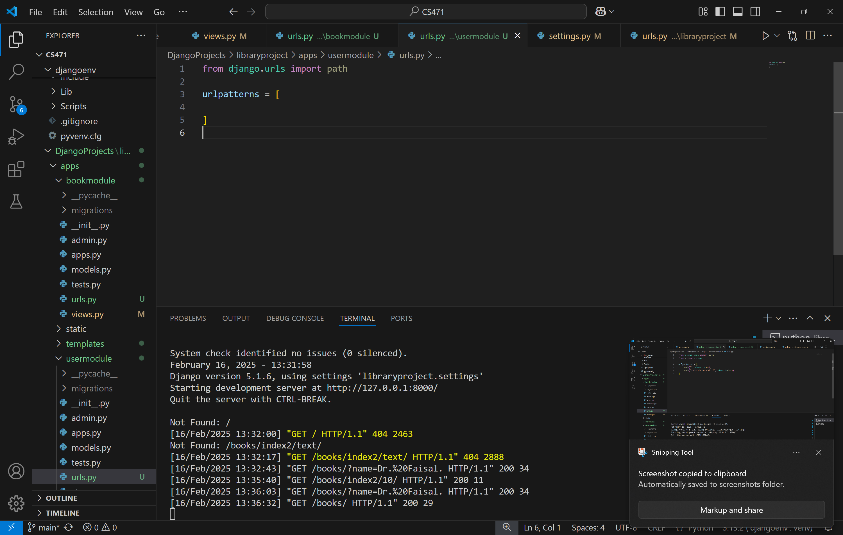 File Edit Selection View Go ··· CS471
EXPLORER
CS471
djangoenv
include
Lib
Scripts
.gitignore
pyvenv.cfg
DjangoProjects\li...
apps
bookmodule
__pycache__
migrations
__init__.py
admin.py
apps.py
models.py
tests.py
urls.py U
views.py M
static
templates
usermodule
__pycache__
migrations
__init__.py
admin.py
apps.py
models.py
tests.py
urls.py U
OUTLINE
TIMELINE
6
views.py M urls.py ...\bookmodule U urls.py ...\usermodule U settings.py M urls.py ...\libraryproject M
DjangoProjects > libraryproject > apps > usermodule > urls.py > ...
1 from django.urls import path
2
3 urlpatterns = [
4
5 ]
6
PROBLEMS OUTPUT DEBUG CONSOLE TERMINAL PORTS
System check identified no issues (0 silenced).
February 16, 2025 - 13:31:58
Django version 5.1.6, using settings 'libraryproject.settings'
Starting development server at http://127.0.0.1:8000/
Quit the server with CTRL-BREAK.
Not Found: /
[16/Feb/2025 13:32:00] "GET / HTTP/1.1" 404 2463
Not Found: /books/index2/text/
[16/Feb/2025 13:32:17] "GET /books/index2/text/ HTTP/1.1" 404 2888
[16/Feb/2025 13:32:43] "GET /books/?name=Dr.%20Faisal. HTTP/1.1" 200 34
[16/Feb/2025 13:35:40] "GET /books/index2/10/ HTTP/1.1" 200 11
[16/Feb/2025 13:36:03] "GET /books/?name=Dr.%20Faisal. HTTP/1.1" 200 34
[16/Feb/2025 13:36:32] "GET /books/ HTTP/1.1" 200 29
Snipping Tool
Screenshot copied to clipboard
Automatically saved to screenshots folder.
Markup and share
main* 0 0 Ln 6, Col 1 Spaces: 4 UTF-8 CRLF Python